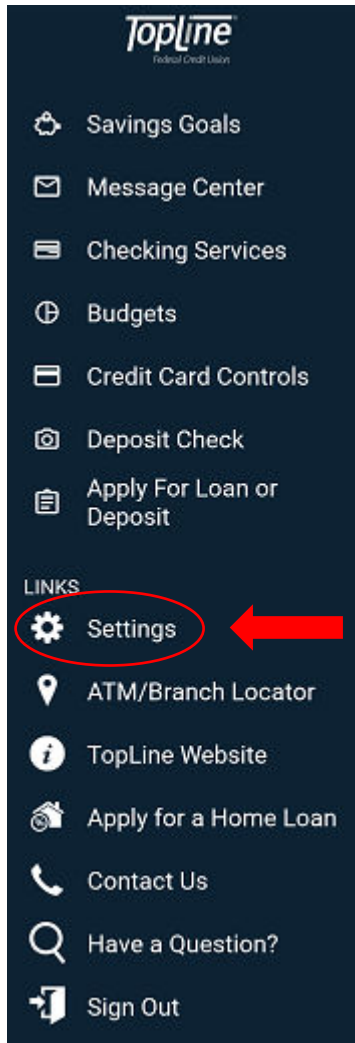 TopLine
Federal Credit Union
Savings Goals
Message Center
Checking Services
Budgets
Credit Card Controls
Deposit Check
Apply For Loan or
Deposit
LINKS
Settings
ATM/Branch Locator
TopLine Website
Apply for a Home Loan
Contact Us
Have a Question?
Sign Out